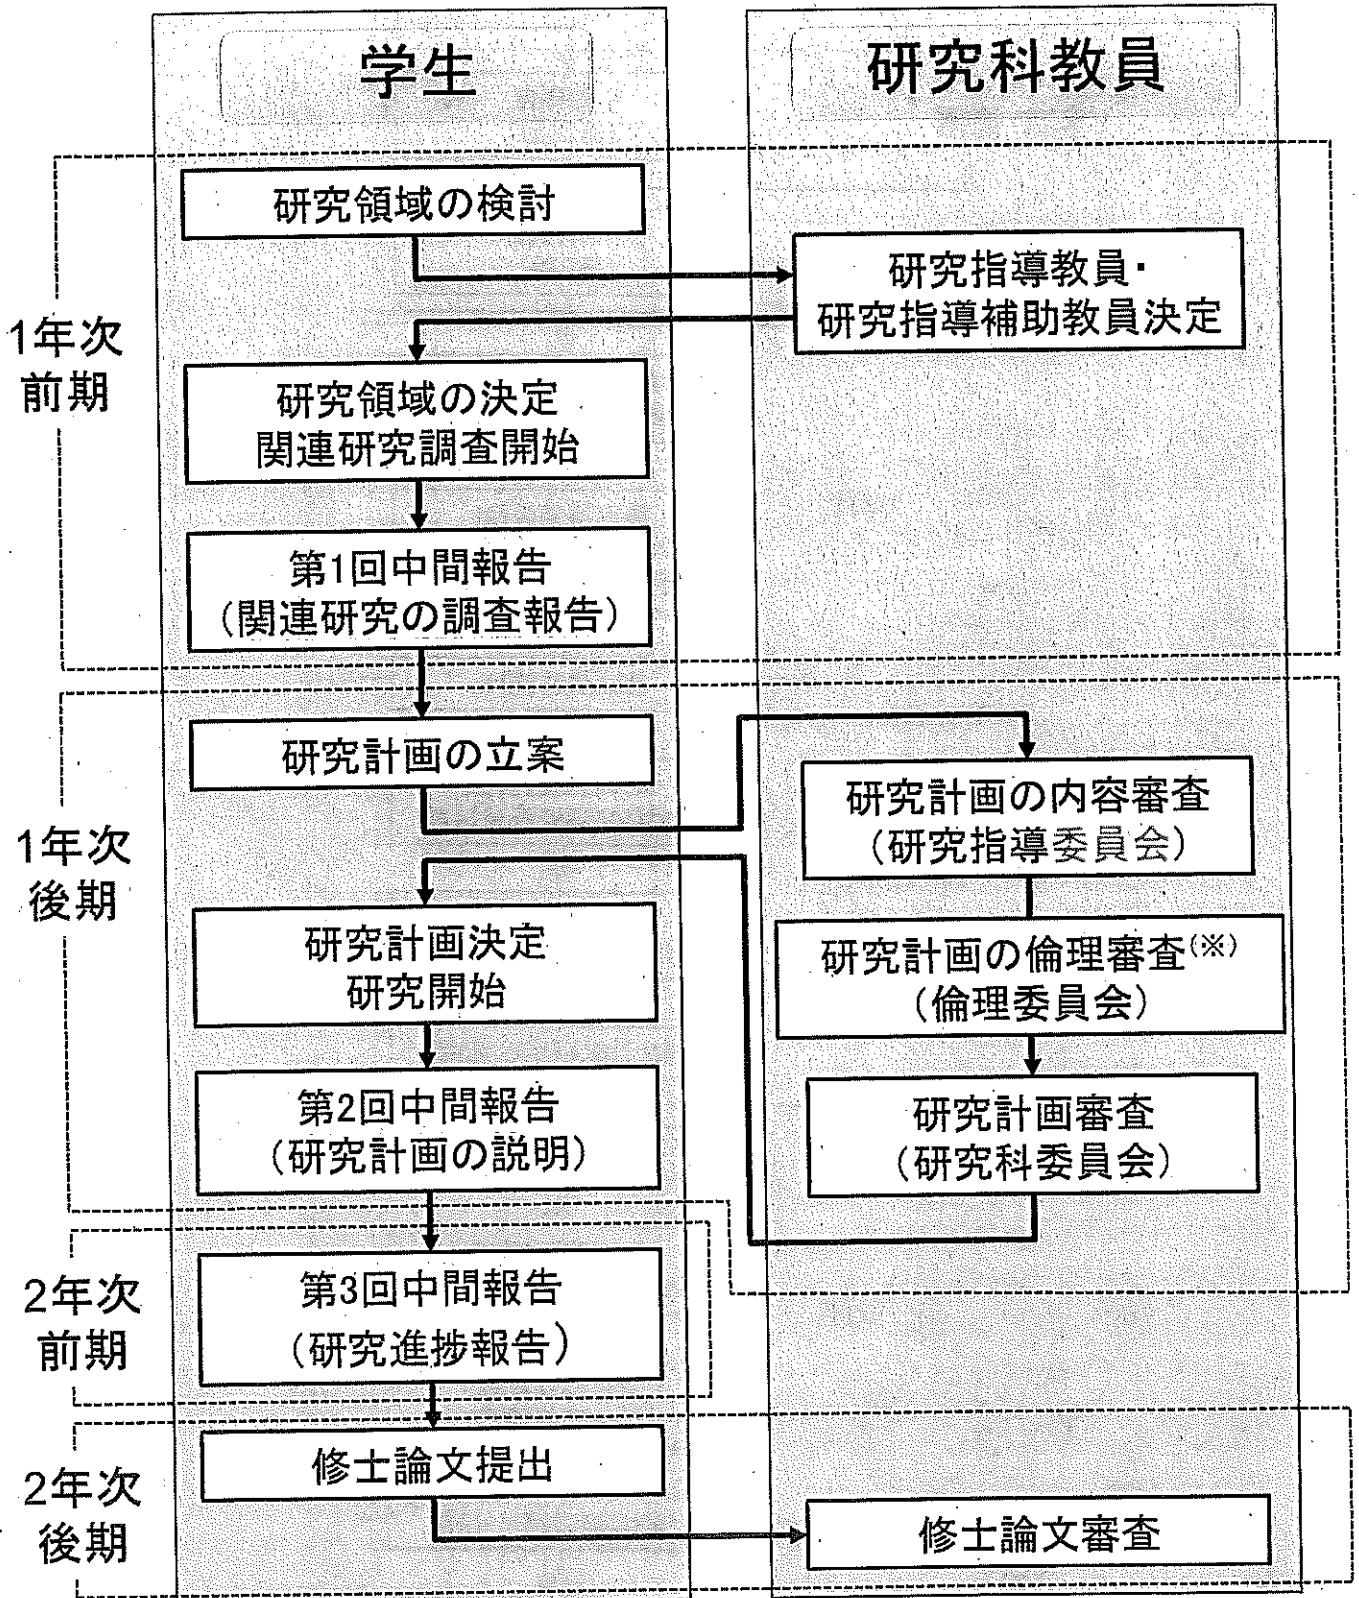 学生
研究科教員
1年次
前期
研究領域の検討
研究指導教員・
研究指導補助教員決定
研究領域の決定
関連研究調査開始
第1回中間報告
(関連研究の調査報告)
1年次
後期
研究計画の立案
研究計画の内容審査
(研究指導委員会)
研究計画の倫理審査(※)
(倫理委員会)
研究計画審査
(研究科委員会)
研究計画決定
研究開始
第2回中間報告
(研究計画の説明)
2年次
前期
第3回中間報告
(研究進捗報告)
2年次
後期
修士論文提出
修士論文審査